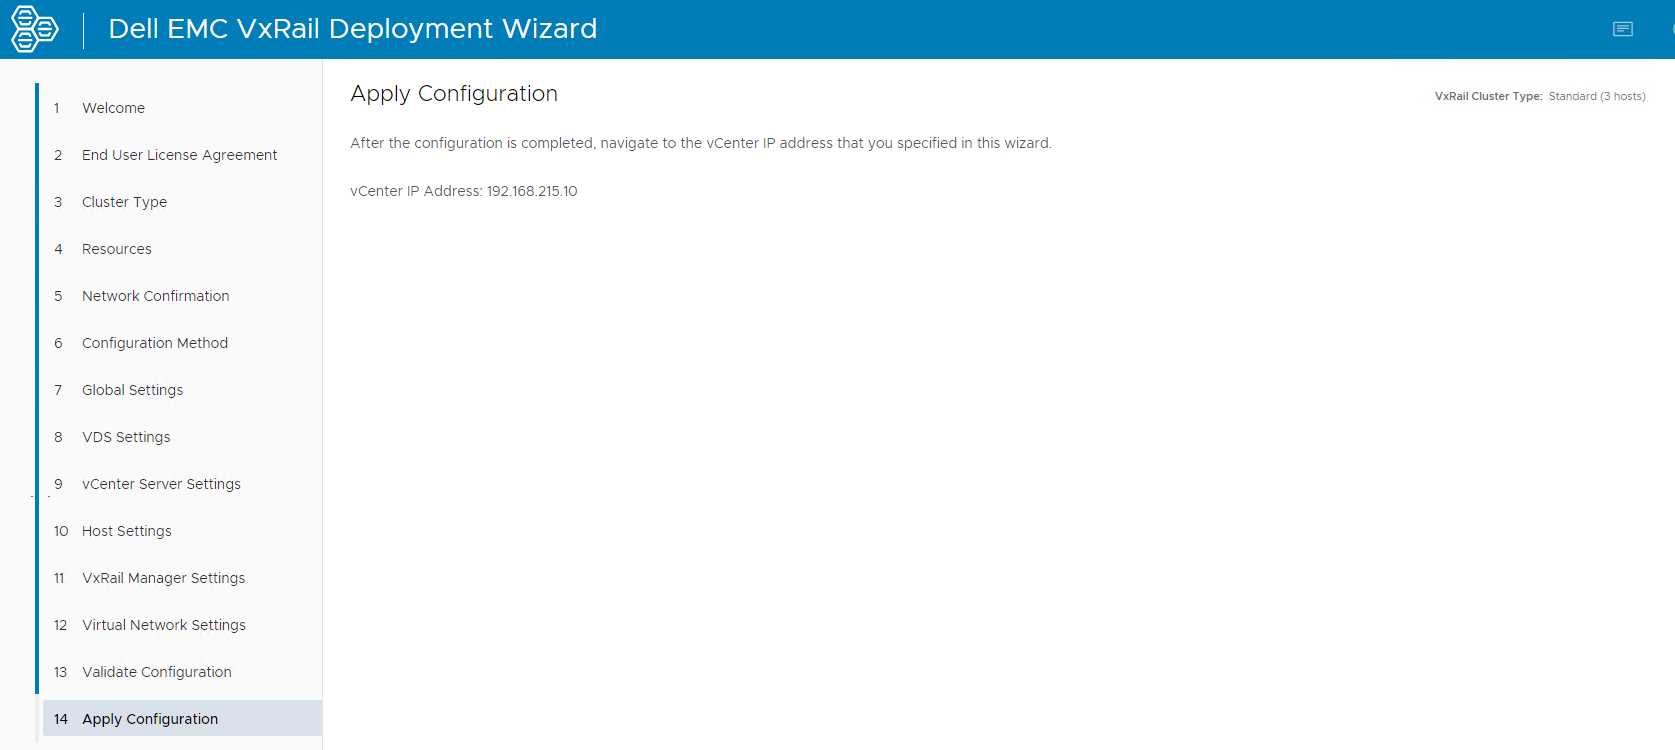 Dell EMC VxRail Deployment Wizard
1 Welcome
2 End User License Agreement
3 Cluster Type
4 Resources
5 Network Confirmation
6 Configuration Method
7 Global Settings
8 VDS Settings
9 vCenter Server Settings
10 Host Settings
11 VxRail Manager Settings
12 Virtual Network Settings
13 Validate Configuration
14 Apply Configuration
Apply Configuration
VxRail Cluster Type: Standard (3 hosts)
After the configuration is completed, navigate to the vCenter IP address that you specified in this wizard.
vCenter IP Address: 192.168.215.10